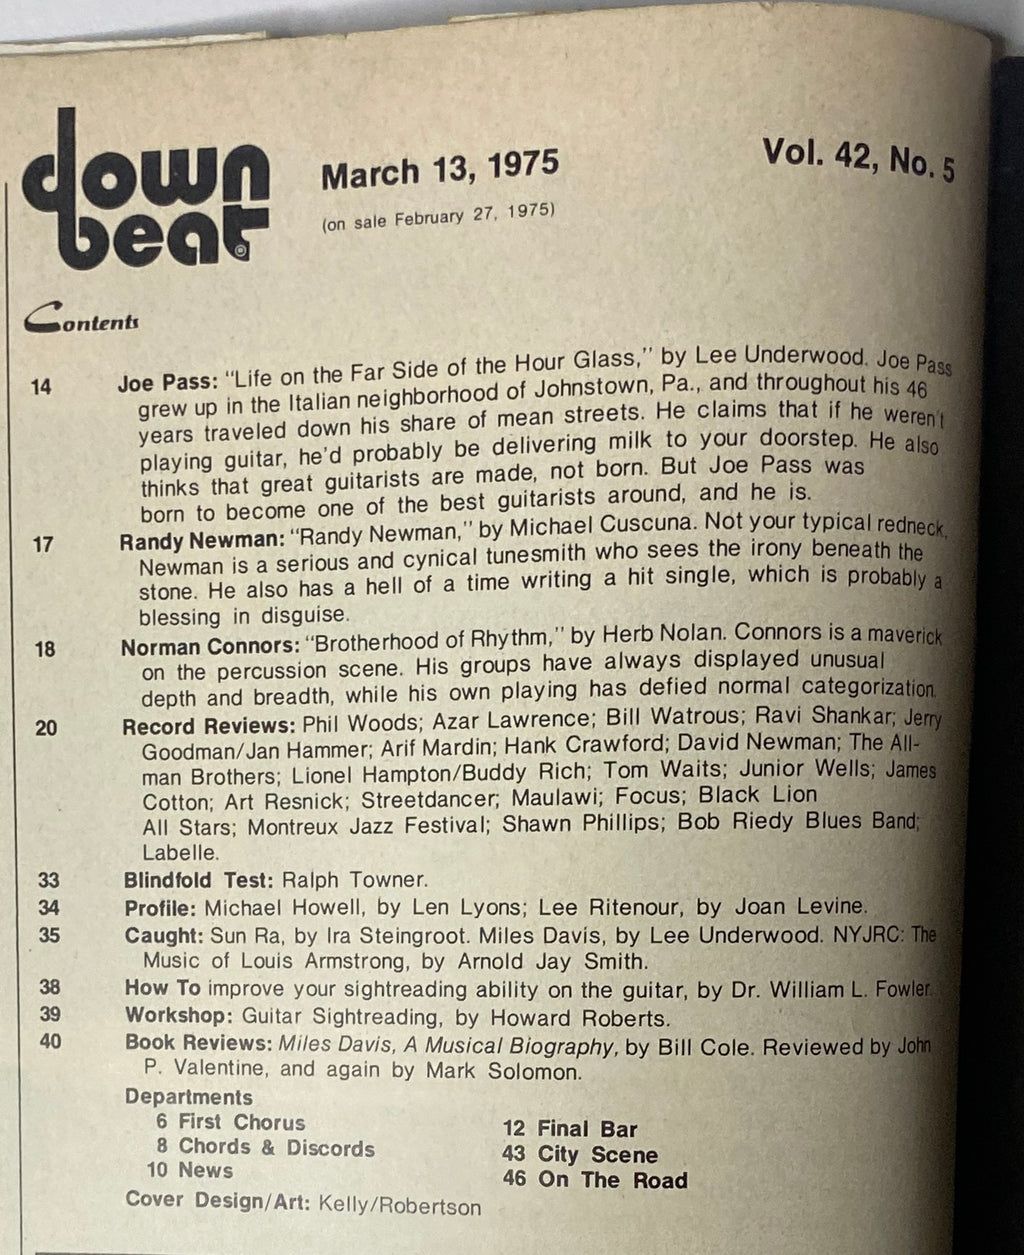 down
beat
March 13, 1975
Vol. 42, No. 5
(on sale February 27, 1975)
Contents
14 Joe Pass: "Life on the Far Side of the Hour Glass," by Lee Underwood. Joe Pass
grew up in the Italian neighborhood of Johnstown, Pa., and throughout his 46
years traveled down his share of mean streets. He claims that if he weren't
playing guitar, he'd probably be delivering milk to your doorstep. He also
thinks that great guitarists are made, not born. But Joe Pass was
born to become one of the best guitarists around, and he is.
17 Randy Newman: "Randy Newman," by Michael Cuscuna. Not your typical redneck,
Newman is a serious and cynical tunesmith who sees the irony beneath the
stone. He also has a hell of a time writing a hit single, which is probably a
blessing in disguise.
18 Norman Connors: "Brotherhood of Rhythm," by Herb Nolan. Connors is a maverick
on the percussion scene. His groups have always displayed unusual
depth and breadth, while his own playing has defied normal categorization.
20 Record Reviews: Phil Woods; Azar Lawrence; Bill Watrous; Ravi Shankar; Jerry
Goodman/Jan Hammer; Arif Mardin; Hank Crawford; David Newman; The All-
man Brothers; Lionel Hampton/Buddy Rich; Tom Waits; Junior Wells; James
Cotton; Art Resnick; Streetdancer; Maulawi; Focus; Black Lion
All Stars; Montreux Jazz Festival; Shawn Phillips; Bob Riedy Blues Band;
Labelle.
33 Blindfold Test: Ralph Towner.
34 Profile: Michael Howell, by Len Lyons; Lee Ritenour, by Joan Levine.
35 Caught: Sun Ra, by Ira Steingroot. Miles Davis, by Lee Underwood. NYJRC: The
Music of Louis Armstrong, by Arnold Jay Smith.
38 How To improve your sightreading ability on the guitar, by Dr. William L. Fowler.
39 Workshop: Guitar Sightreading, by Howard Roberts.
40 Book Reviews: Miles Davis, A Musical Biography, by Bill Cole. Reviewed by John
P. Valentine, and again by Mark Solomon.
Departments
6 First Chorus
8 Chords & Discords
10 News
12 Final Bar
43 City Scene
46 On The Road
Cover Design/Art: Kelly/Robertson